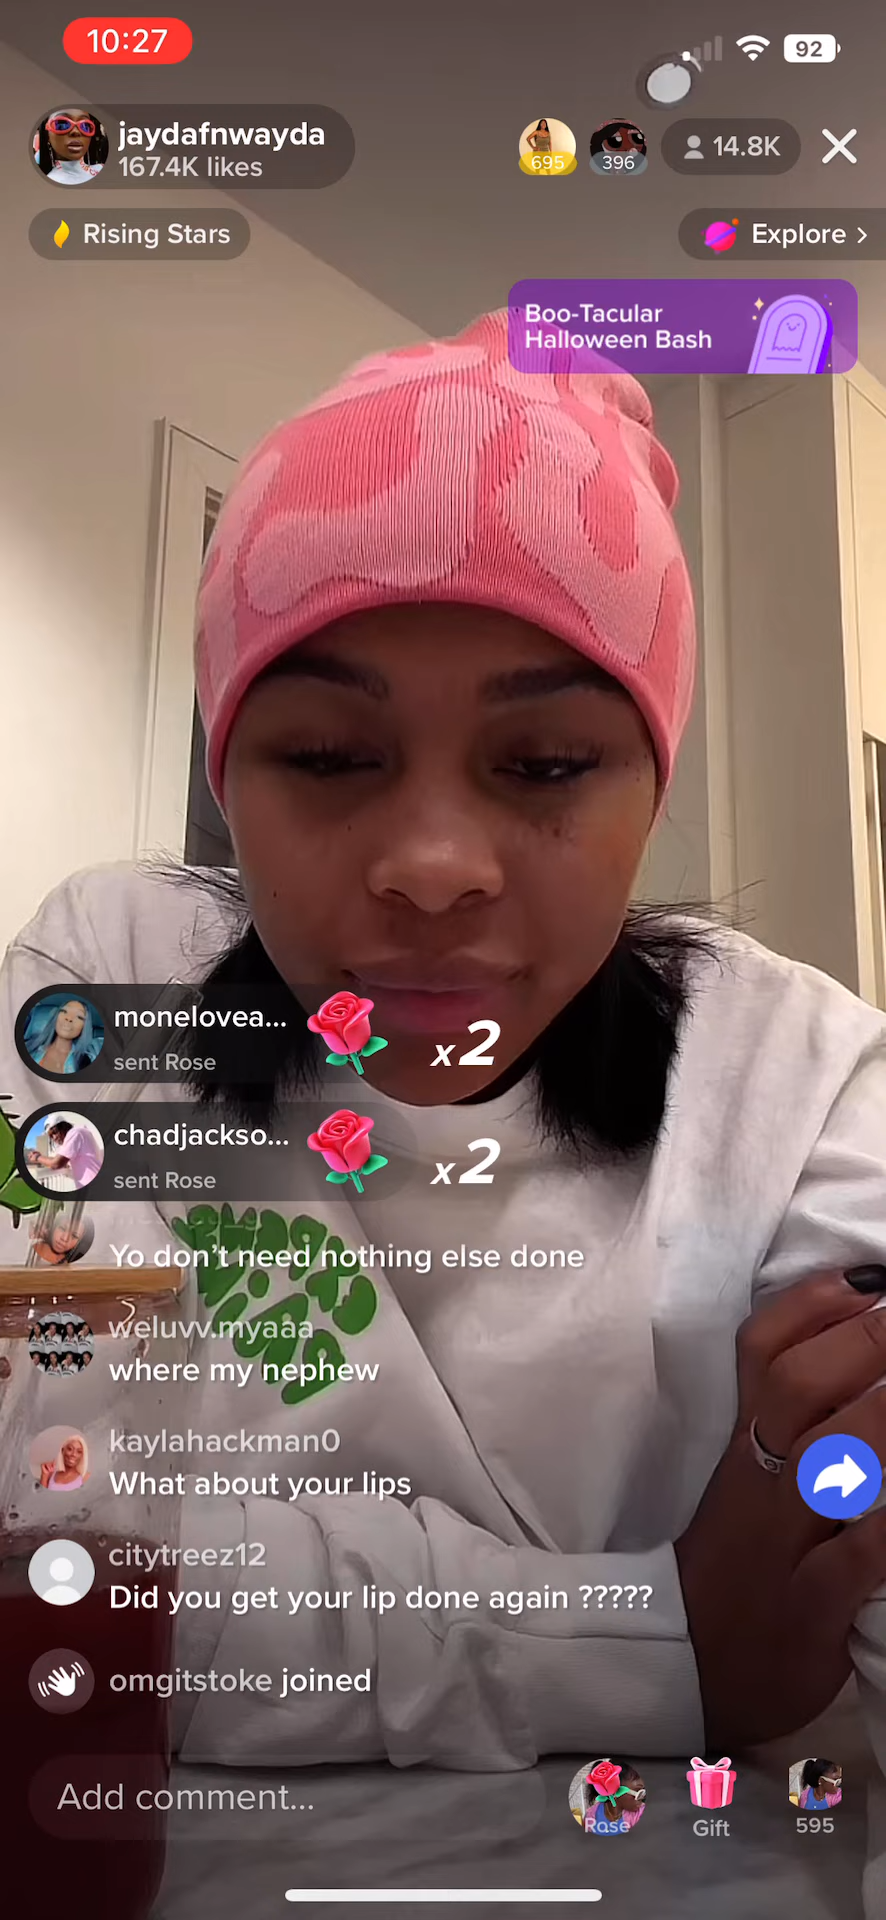 10:27
92
jaydafnwayda
167.4K likes
695
396
14.8K
Rising Stars
Explore >
Boo-Tacular
Halloween Bash
monelovea...
sent Rose
x2
chadjackso...
sent Rose
x2
Yo don't need nothing else done
weluvv.myaaa
where my nephew
kaylahackman0
What about your lips
citytreez12
Did you get your lip done again ?????
omgitstoke joined
Add comment...
Rose
Gift
595